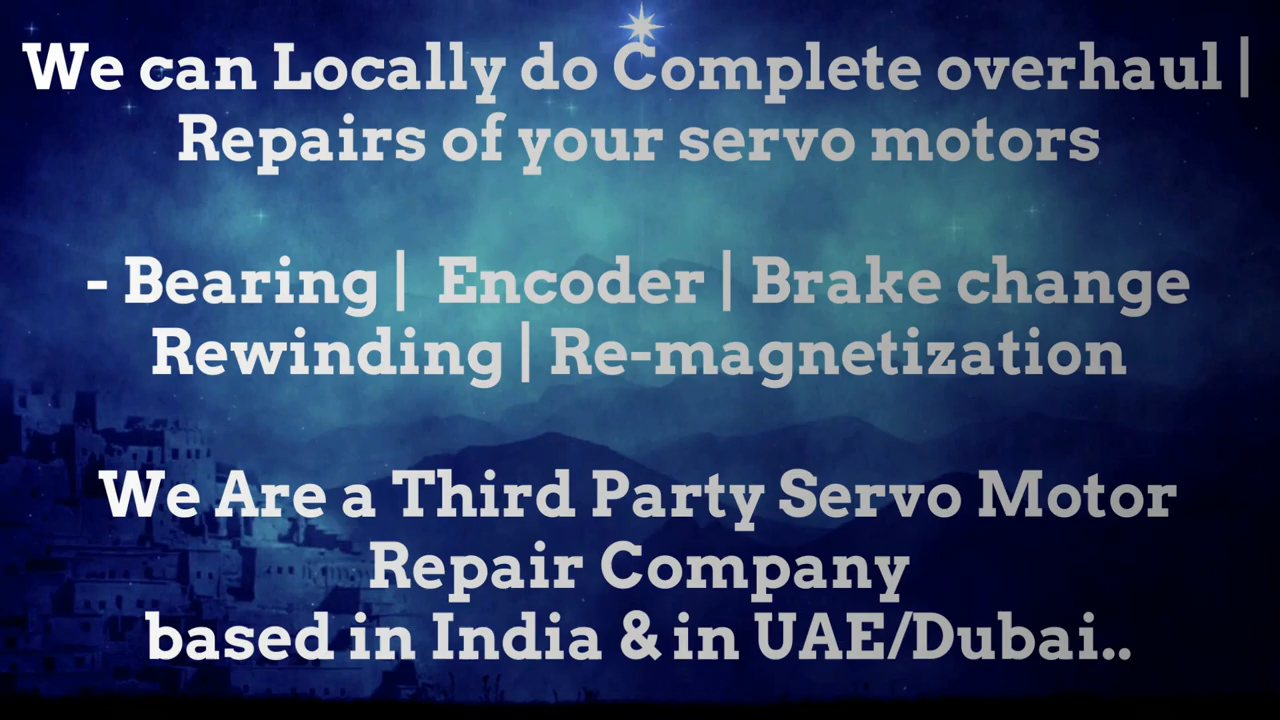 We can Locally do Complete overhaul |
Repairs of your servo motors
- Bearing | Encoder | Brake change
Rewinding | Re-magnetization
We Are a Third Party Servo Motor
Repair Company
based in India & in UAE/Dubai..